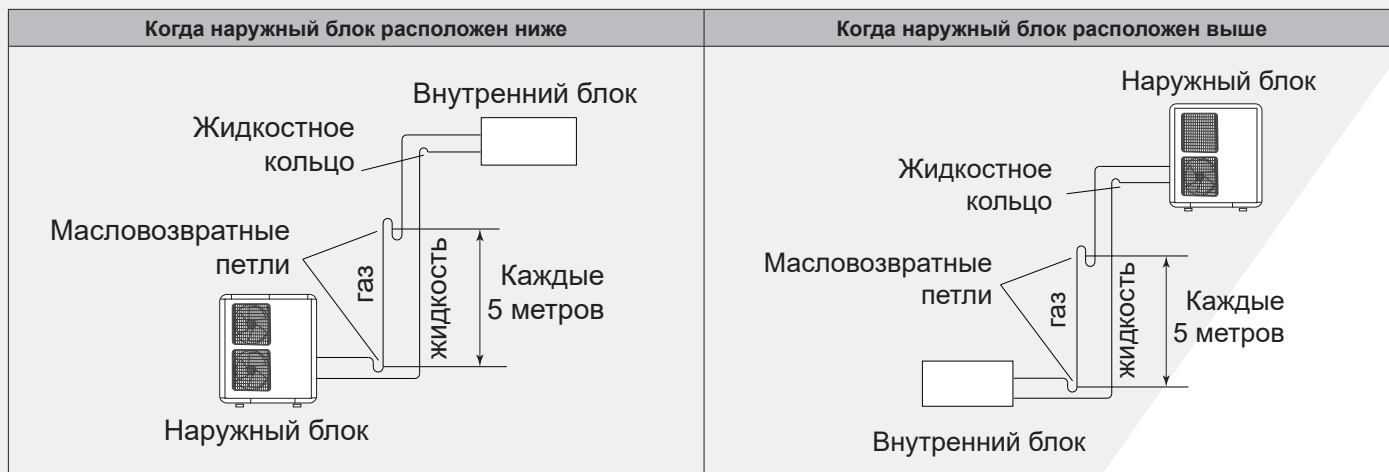 Когда наружный блок расположен ниже
Внутренний блок
Жидкостное
кольцо
Масловозвратные
петли
газ
жидкость
Каждые
5 метров
Наружный блок
Когда наружный блок расположен выше
Наружный блок
Жидкостное
кольцо
Масловозвратные
петли
газ
жидкость
Каждые
5 метров
Внутренний блок